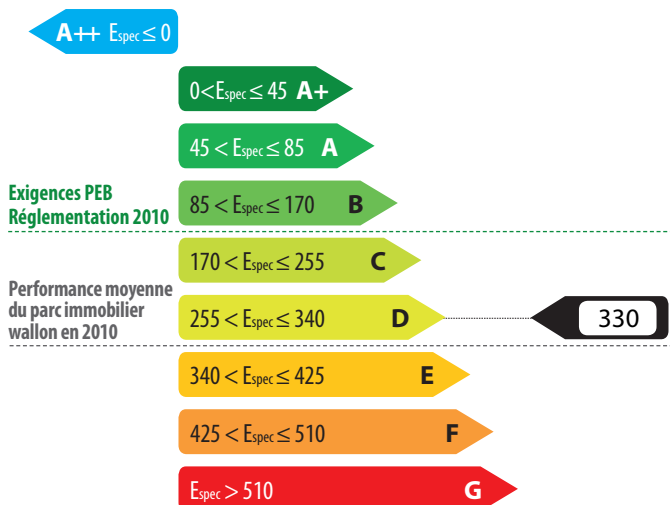 A++ Espec ≤ 0
0<Espec ≤ 45 A+
45 < Espec ≤ 85 A
Exigences PEB
Réglementation 2010
85 < Espec ≤ 170 B
170 < Espec ≤ 255 C
Performance moyenne
du parc immobilier
wallon en 2010
255 < Espec ≤ 340 D
330
340 < Espec ≤ 425 E
425 < Espec ≤ 510 F
Espec > 510 G